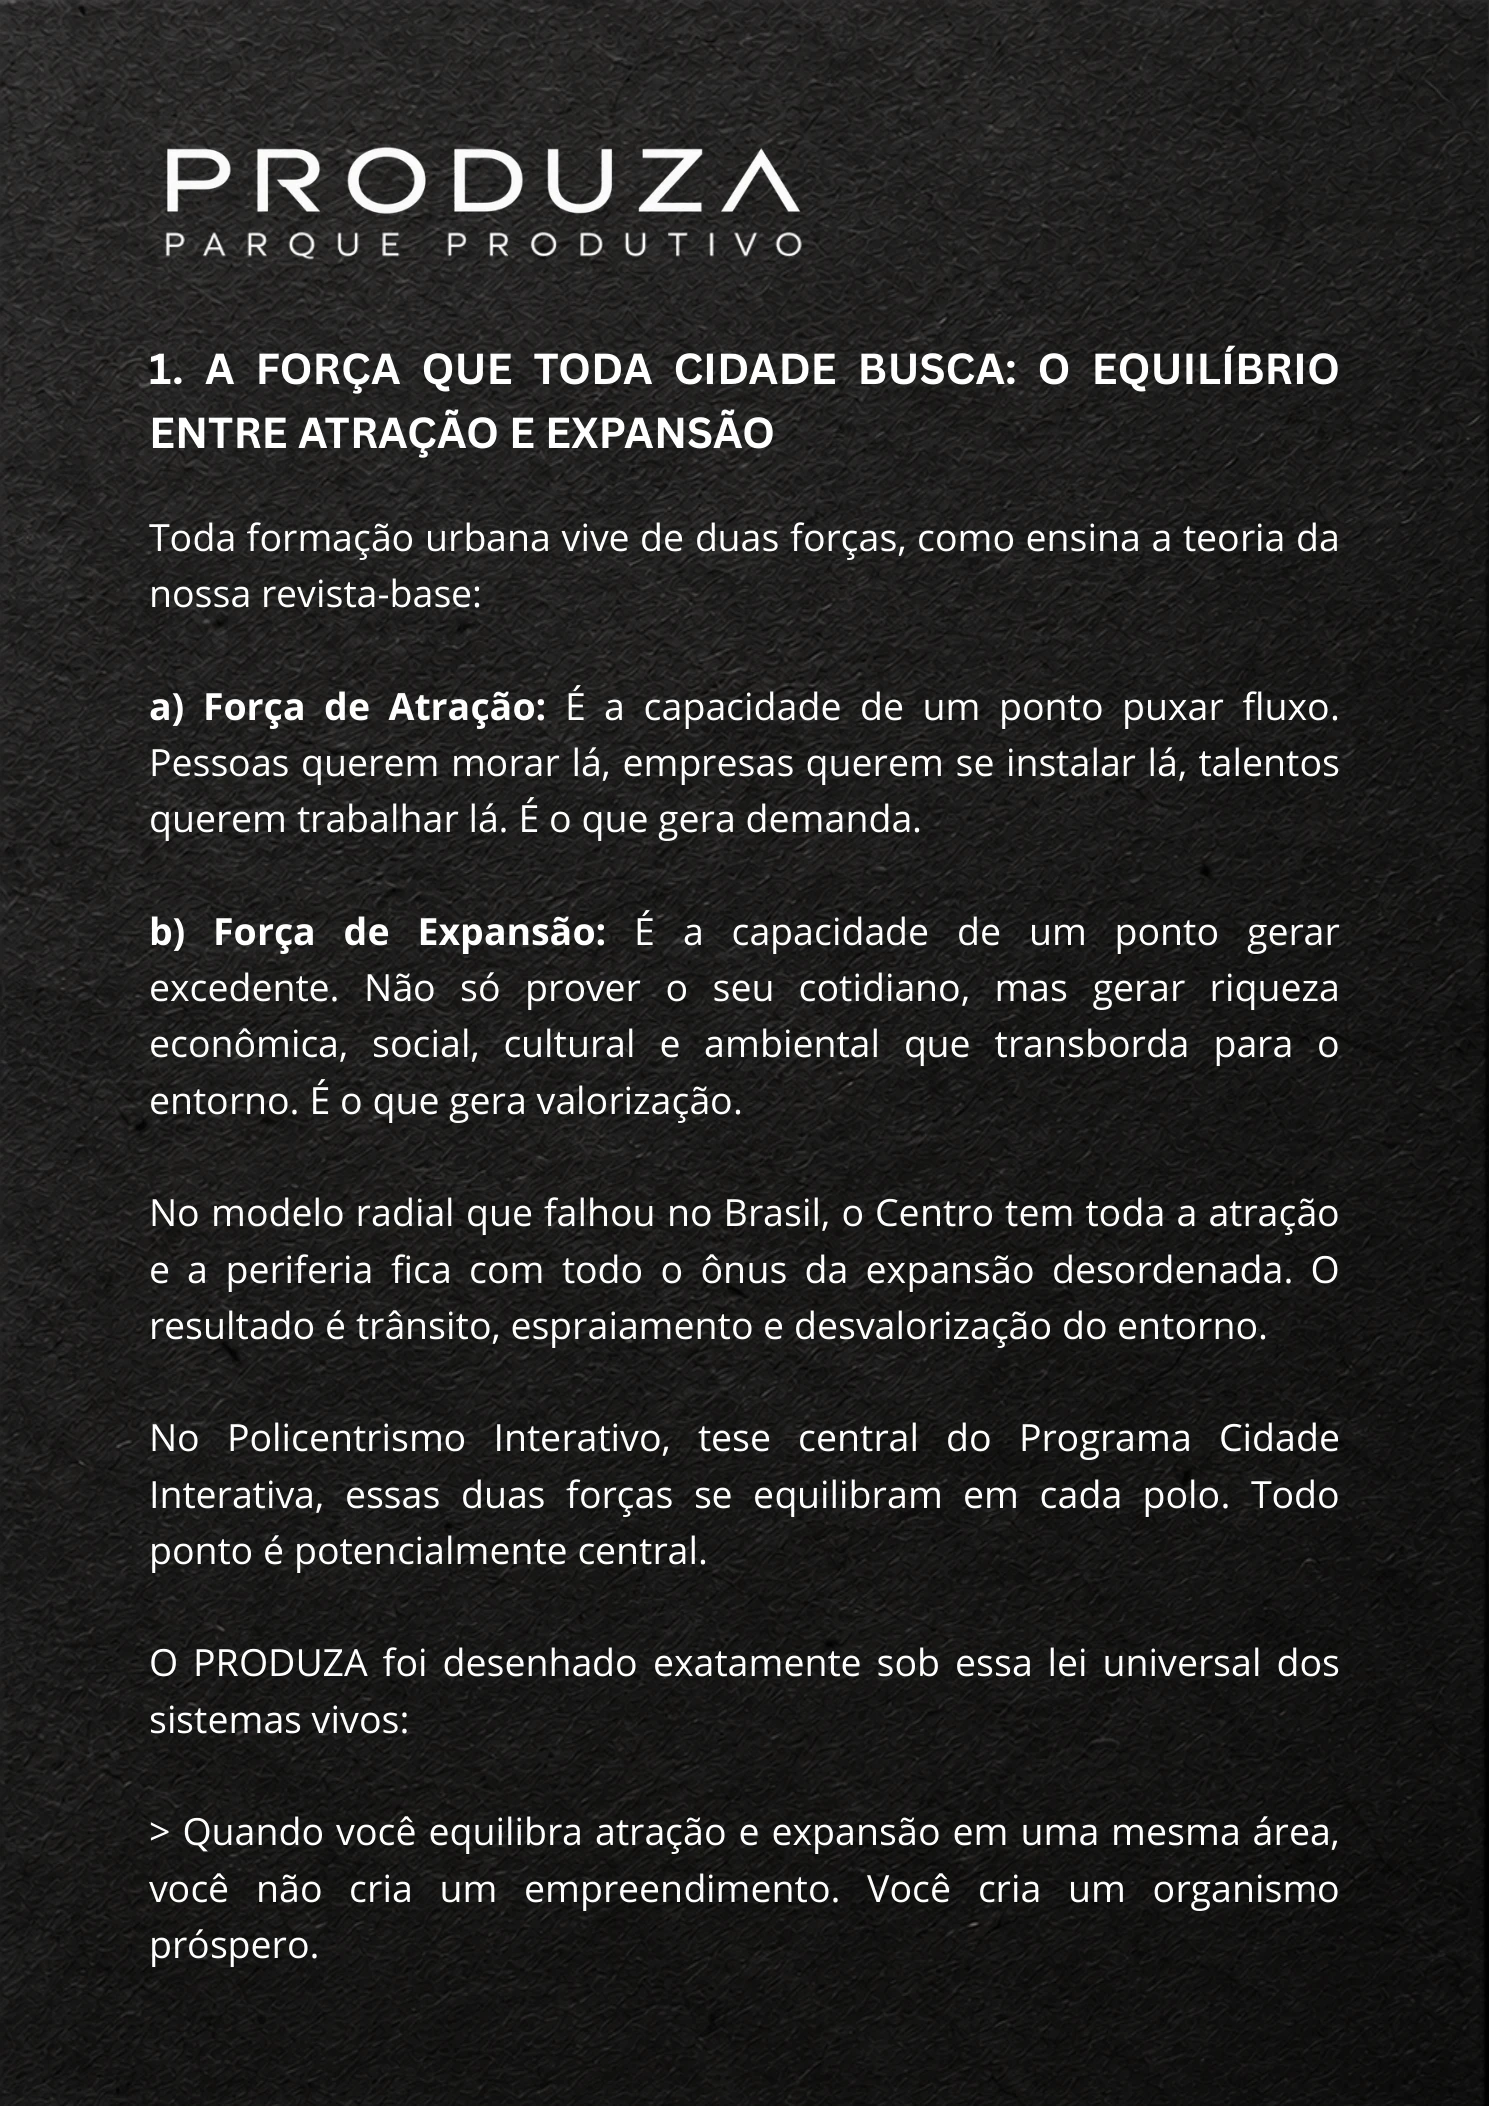 PRODUZA
PARQUE PRODUTIVO
1. A FORÇA QUE TODA CIDADE BUSCA: O EQUILÍBRIO
ENTRE ATRAÇÃO E EXPANSÃO
Toda formação urbana vive de duas forças, como ensina a teoria da
nossa revista-base:
a) Força de Atração: É a capacidade de um ponto puxar fluxo.
Pessoas querem morar lá, empresas querem se instalar lá, talentos
querem trabalhar lá. É o que gera demanda.
b) Força de Expansão: É a capacidade de um ponto gerar
excedente. Não só prover o seu cotidiano, mas gerar riqueza
econômica, social, cultural e ambiental que transborda para o
entorno. É o que gera valorização.
No modelo radial que falhou no Brasil, o Centro tem toda a atração
e a periferia fica com todo o ônus da expansão desordenada. O
resultado é trânsito, espraiamento e desvalorização do entorno.
No Policentrismo Interativo, tese central do Programa Cidade
Interativa, essas duas forças se equilibram em cada polo. Todo
ponto é potencialmente central.
O PRODUZA foi desenhado exatamente sob essa lei universal dos
sistemas vivos:
> Quando você equilibra atração e expansão em uma mesma área,
você não cria um empreendimento. Você cria um organismo
próspero.